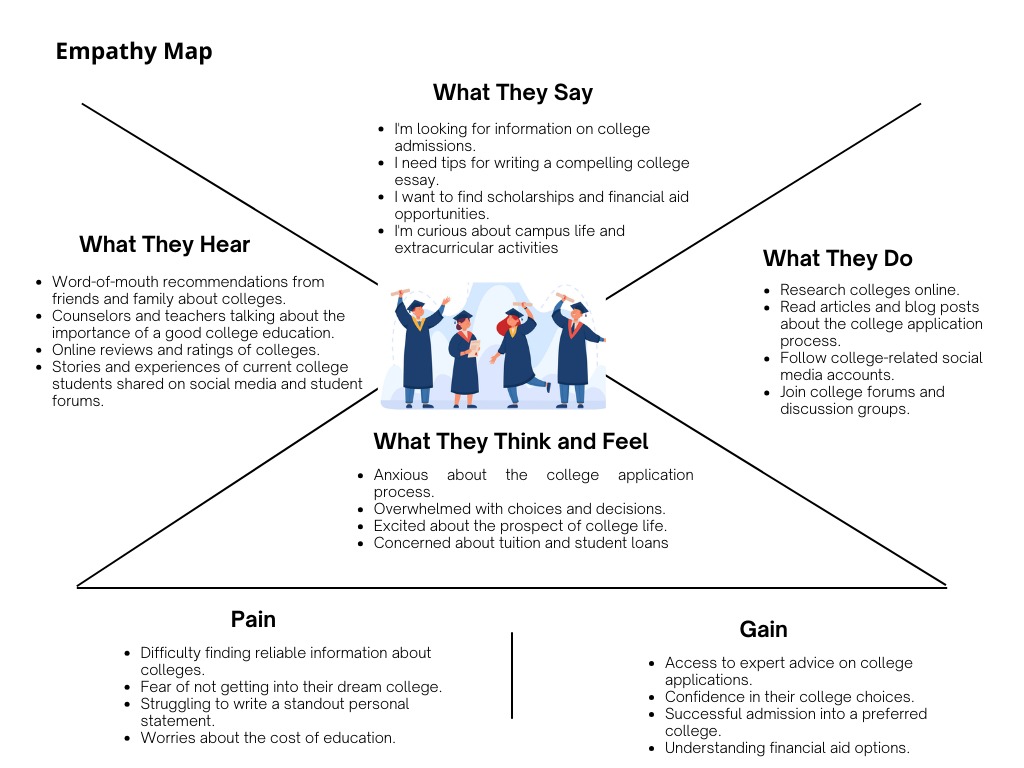 Empathy Map
What They Say
I'm looking for information on college
admissions.
I need tips for writing a compelling college
essay.
I want to find scholarships and financial aid
opportunities.
I'm curious about campus life and
extracurricular activities
What They Hear
Word-of-mouth recommendations from
friends and family about colleges.
Counselors and teachers talking about the
importance of a good college education.
Online reviews and ratings of colleges.
Stories and experiences of current college
students shared on social media and student
forums.
What They Do
Research colleges online.
Read articles and blog posts
about the college application
process.
Follow college-related social
media accounts.
Join college forums and
discussion groups.
What They Think and Feel
Anxious about the college application
process.
Overwhelmed with choices and decisions.
Excited about the prospect of college life.
Concerned about tuition and student loans
Pain
Difficulty finding reliable information about
colleges.
Fear of not getting into their dream college.
Struggling to write a standout personal
statement.
Worries about the cost of education.
Gain
Access to expert advice on college
applications.
Confidence in their college choices.
Successful admission into a preferred
college.
Understanding financial aid options.